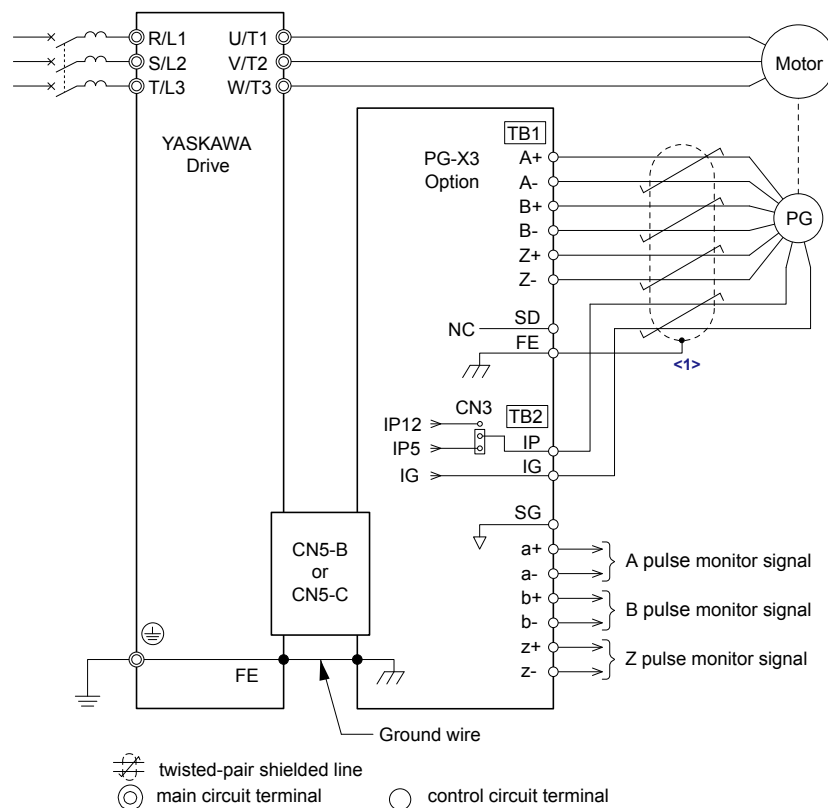 R/L1
U/T1
S/L2
V/T2
T/L3
W/T3
Motor
YASKAWA
Drive
PG-X3
Option
TB1
A+
A-
B+
B-
Z+
Z-
PG
NC
SD
FE
<1>
CN3
TB2
IP12
IP
IP5
IG
IG
SG
CN5-B
or
CN5-C
a+
a-
A pulse monitor signal
b+
b-
B pulse monitor signal
z+
z-
Z pulse monitor signal
FE
Ground wire
twisted-pair shielded line
main circuit terminal
control circuit terminal